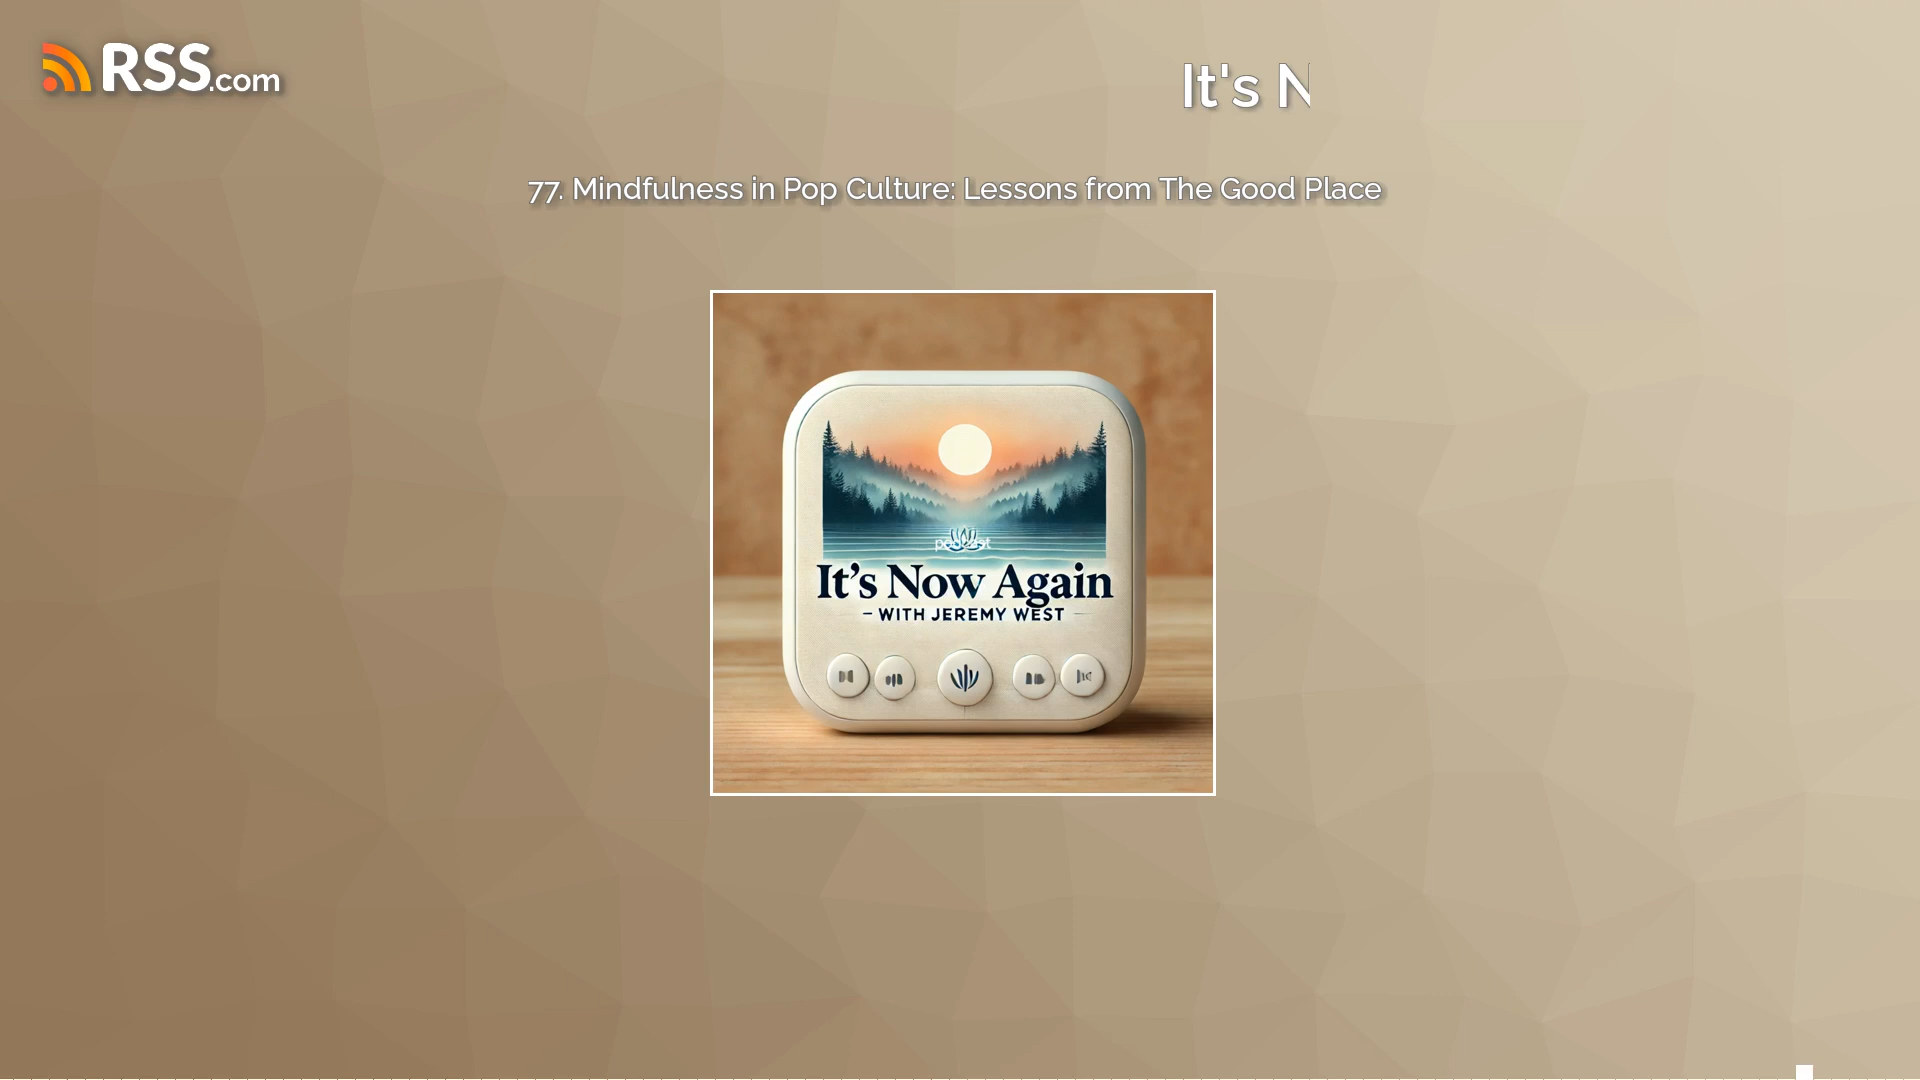 RSS.com
It's N
77. Mindfulness in Pop Culture: Lessons from The Good Place
podcast
It's Now Again
- WITH JEREMY WEST -